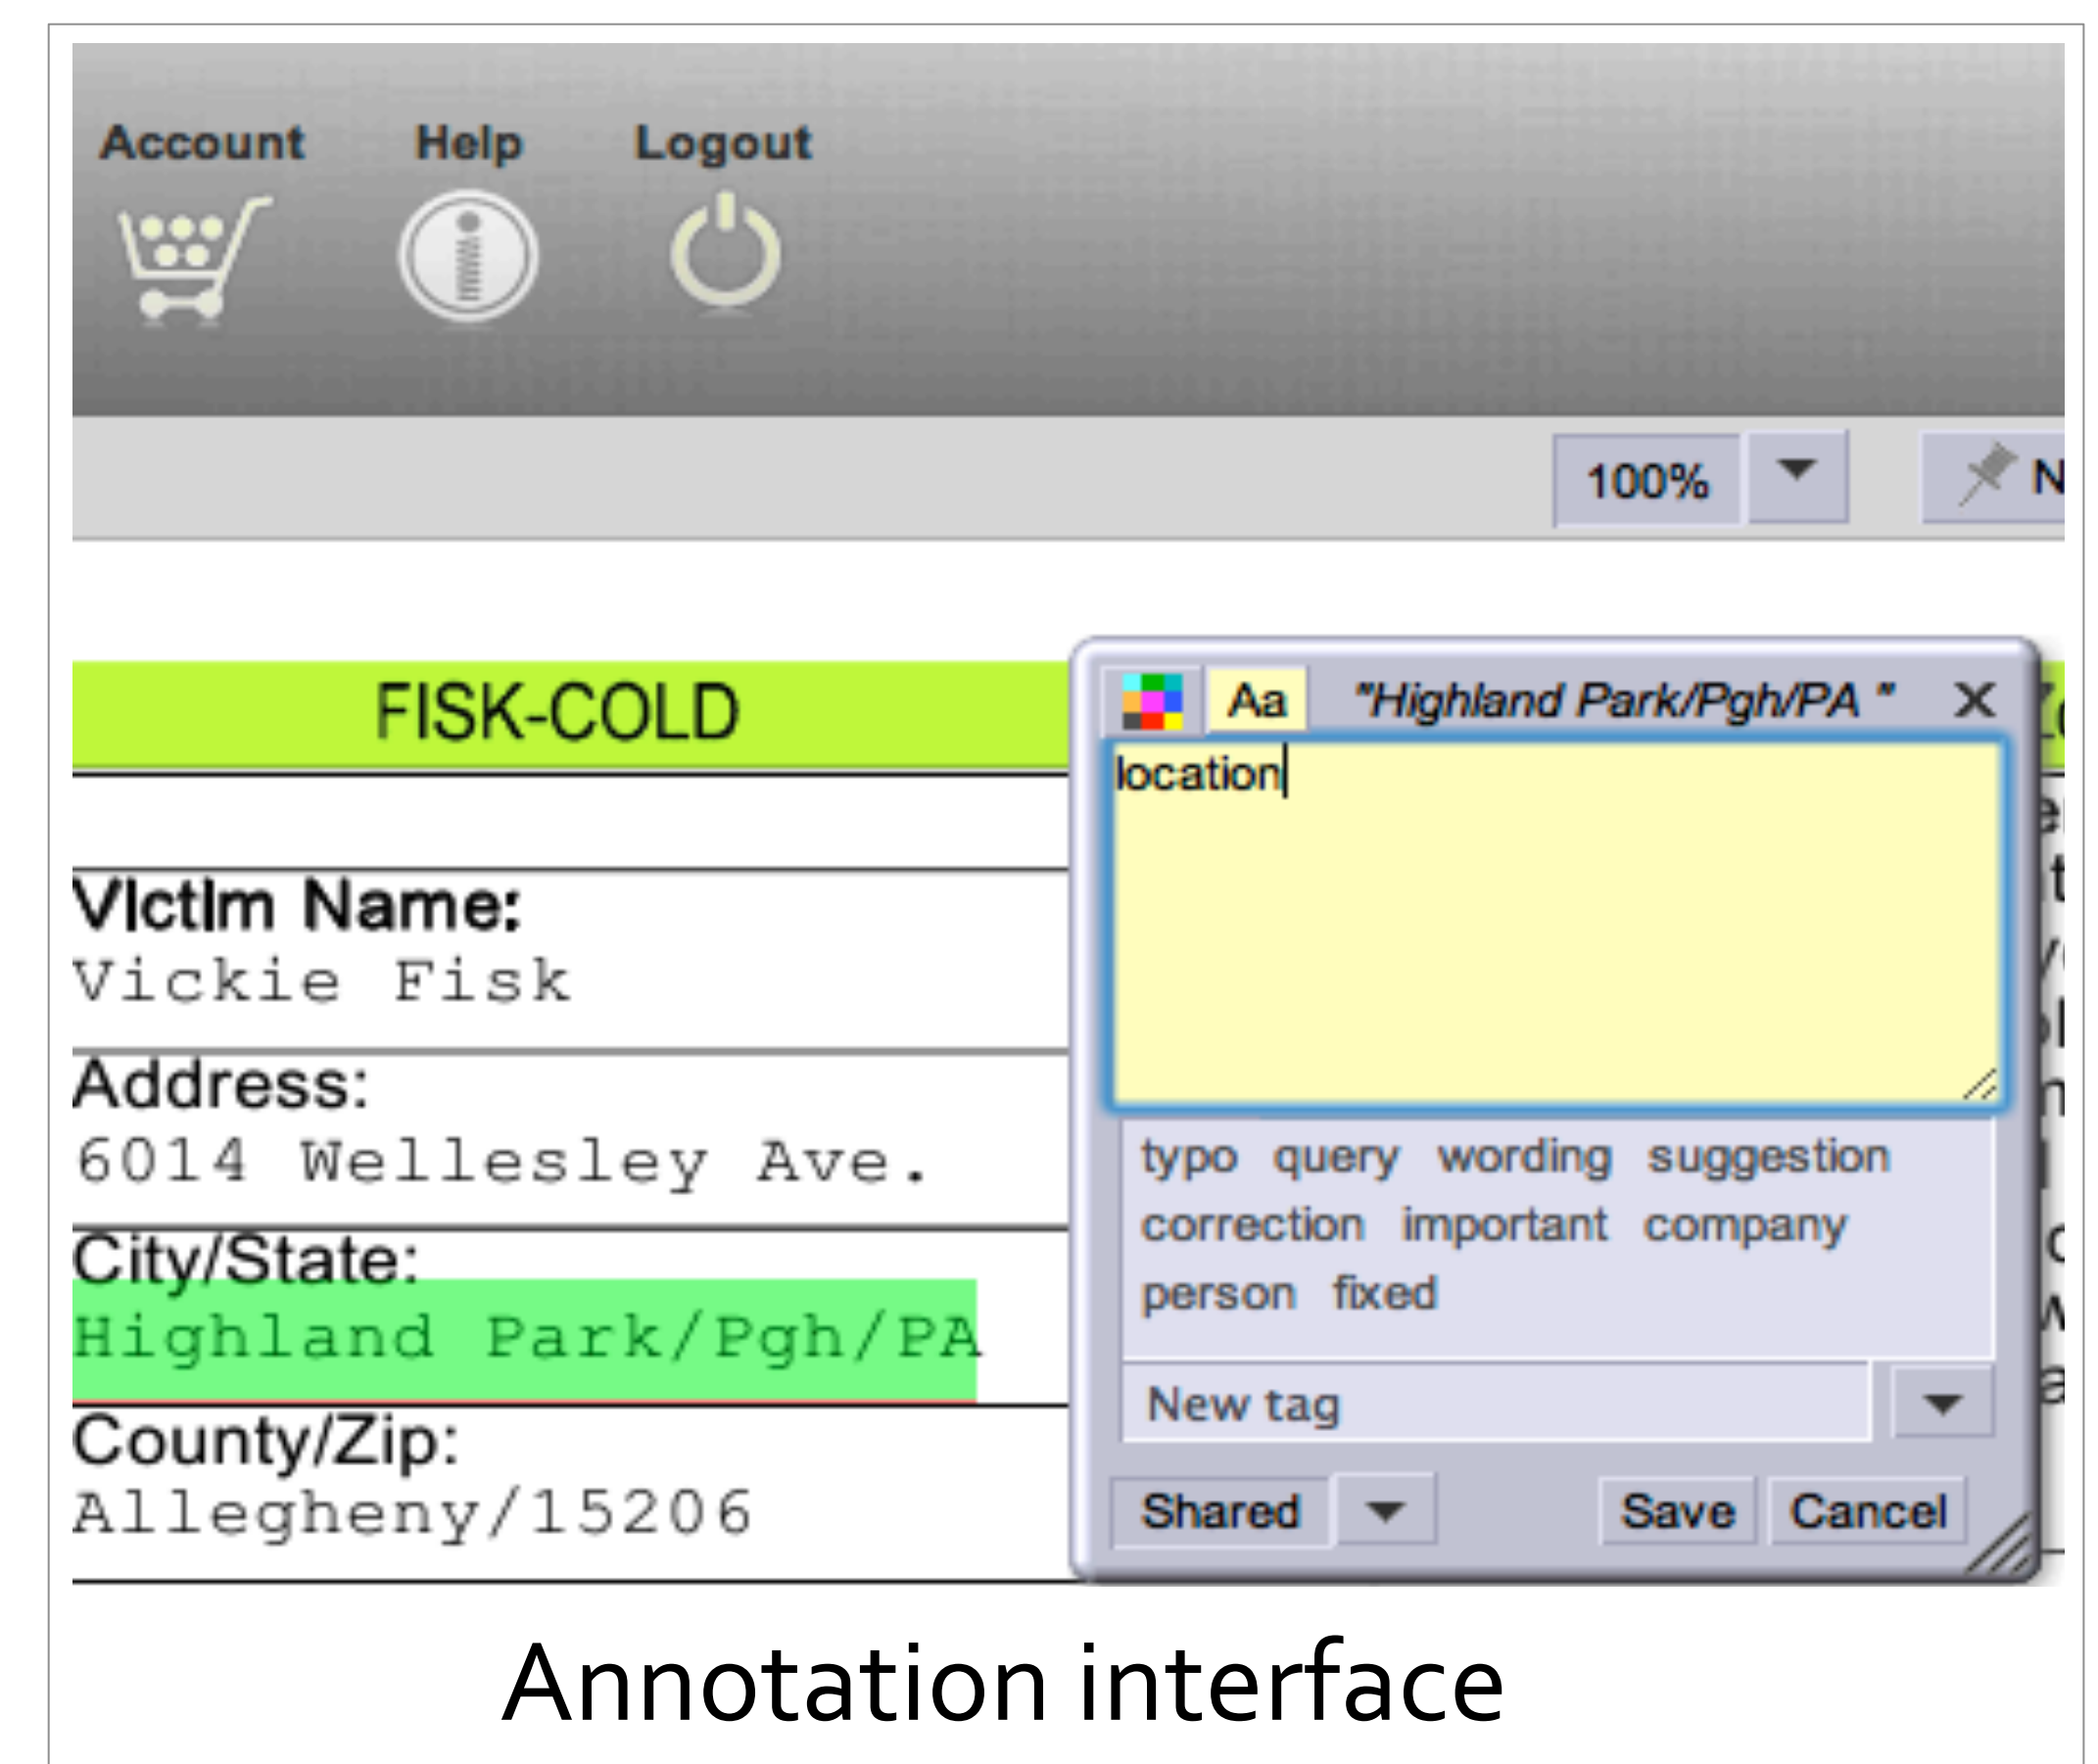 Account Help Logout
100% N
FISK-COLD
VIctIm Name:
Vickie Fisk
Address:
6014 Wellesley Ave.
City/State:
Highland Park/Pgh/PA
County/Zip:
Allegheny/15206
Aa "Highland Park/Pgh/PA " X
location
typo query wording suggestion
correction important company
person fixed
New tag
Shared Save Cancel
Annotation interface